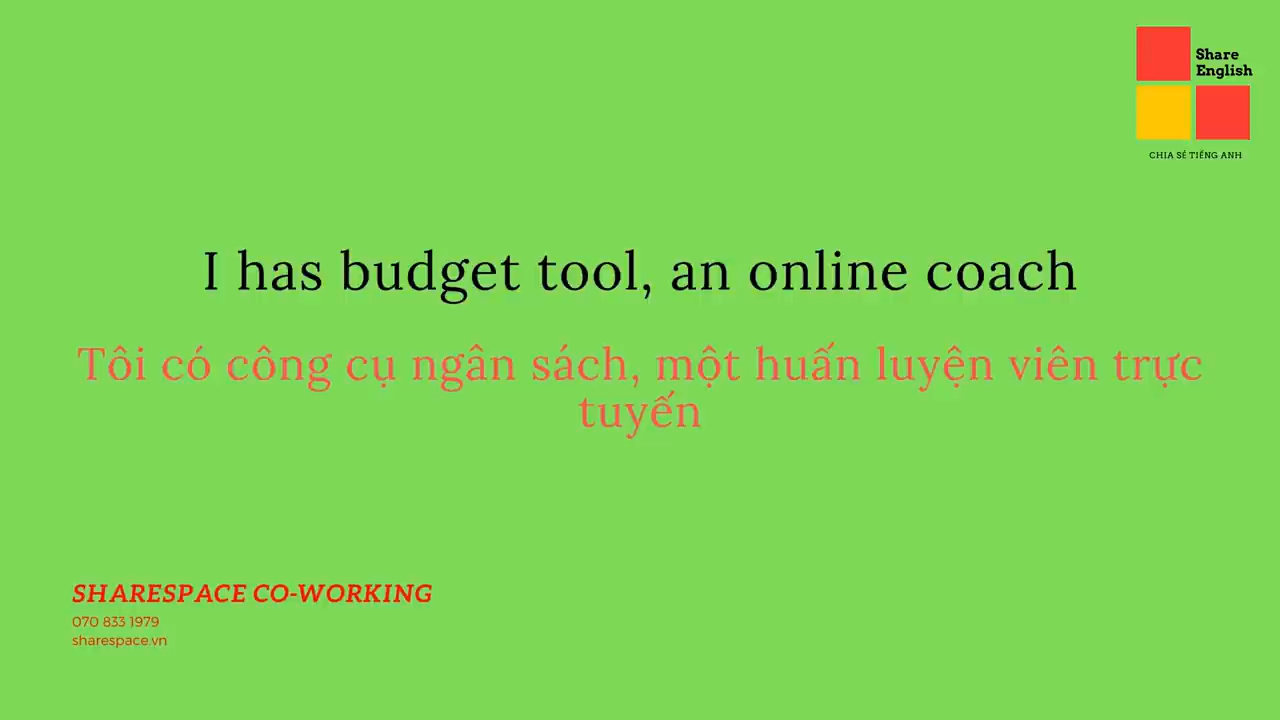 Share
English
CHIA SẺ TIẾNG ANH
I has budget tool, an online coach
Tôi có công cụ ngân sách, một huấn luyện viên trực
tuyến
SHARESPACE CO-WORKING
070 833 1979
sharespace.vn